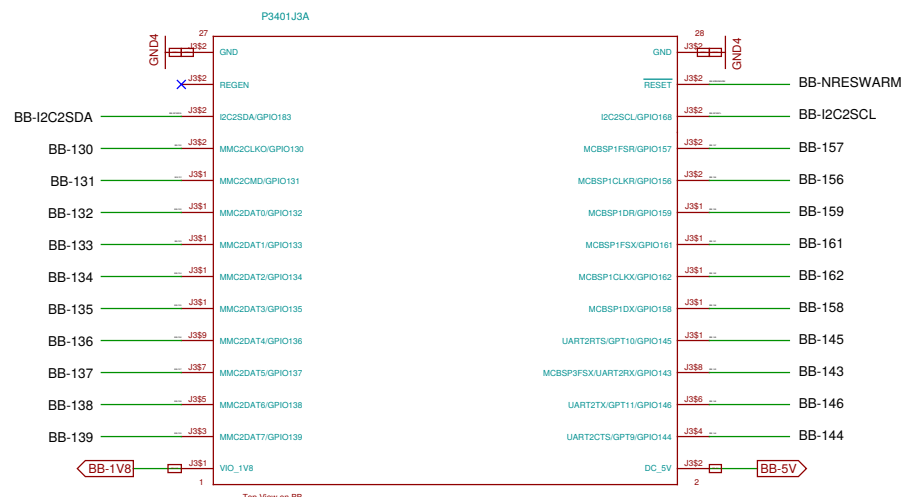 P3401J3A
27 28
GND4 J3$2 GND GND J3$2 GND4
J3$2 REGEN RESET J3$2 BB-NRESWARM
BB-I2C2SDA J3$2 I2C2SDA/GPIO183 I2C2SCL/GPIO168 J3$2 BB-I2C2SCL
BB-130 J3$2 MMC2CLKO/GPIO130 MCBSP1FSR/GPIO157 J3$2 BB-157
BB-131 J3$1 MMC2CMD/GPIO131 MCBSP1CLKR/GPIO156 J3$2 BB-156
BB-132 J3$1 MMC2DAT0/GPIO132 MCBSP1DR/GPIO159 J3$1 BB-159
BB-133 J3$1 MMC2DAT1/GPIO133 MCBSP1FSX/GPIO161 J3$1 BB-161
BB-134 J3$1 MMC2DAT2/GPIO134 MCBSP1CLKX/GPIO162 J3$1 BB-162
BB-135 J3$1 MMC2DAT3/GPIO135 MCBSP1DX/GPIO158 J3$1 BB-158
BB-136 J3$9 MMC2DAT4/GPIO136 UART2RTS/GPT10/GPIO145 J3$1 BB-145
BB-137 J3$7 MMC2DAT5/GPIO137 MCBSP3FSX/UART2RX/GPIO143 J3$8 BB-143
BB-138 J3$5 MMC2DAT6/GPIO138 UART2TX/GPT11/GPIO146 J3$6 BB-146
BB-139 J3$3 MMC2DAT7/GPIO139 UART2CTS/GPT9/GPIO144 J3$4 BB-144
BB-1V8 J3$1 VIO_1V8 DC_5V J3$2 BB-5V
1 2
Top View on BB